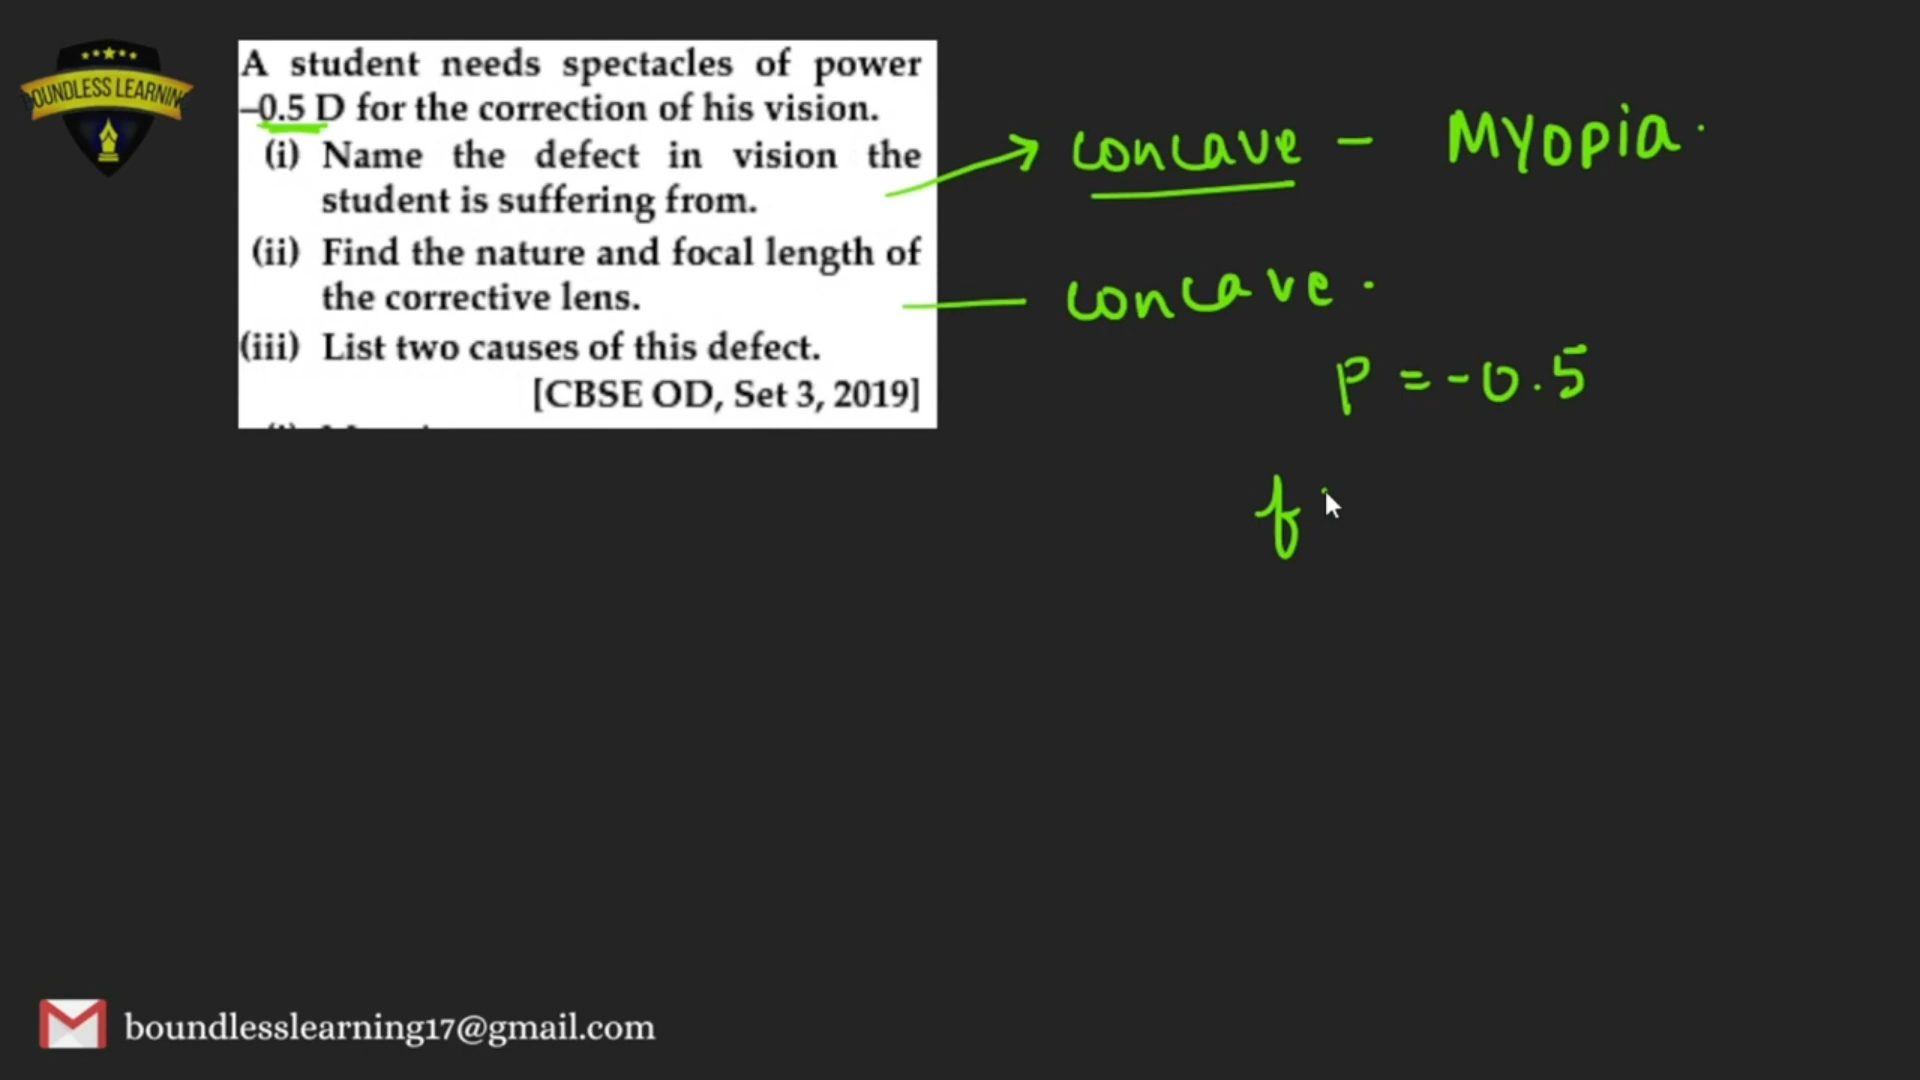 OUNDLESS LEARNIN
A student needs spectacles of power
–0.5 D for the correction of his vision.
(i) Name the defect in vision the
student is suffering from.
(ii) Find the nature and focal length of
the corrective lens.
(iii) List two causes of this defect.
[CBSE OD, Set 3, 2019]
concave – Myopia.
concave.
P = -0.5
f
boundlesslearning17@gmail.com